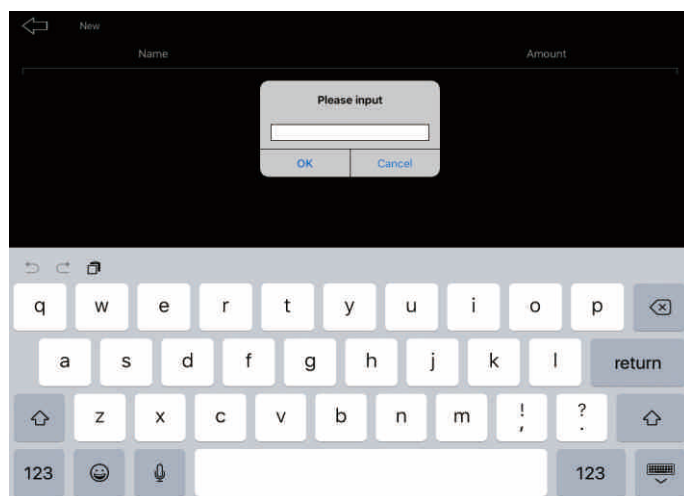 New
Name Amount
Please input
OK Cancel
q w e r t y u i o p
a s d f g h j k l return
z x c v b n m ! , ? .
123 123